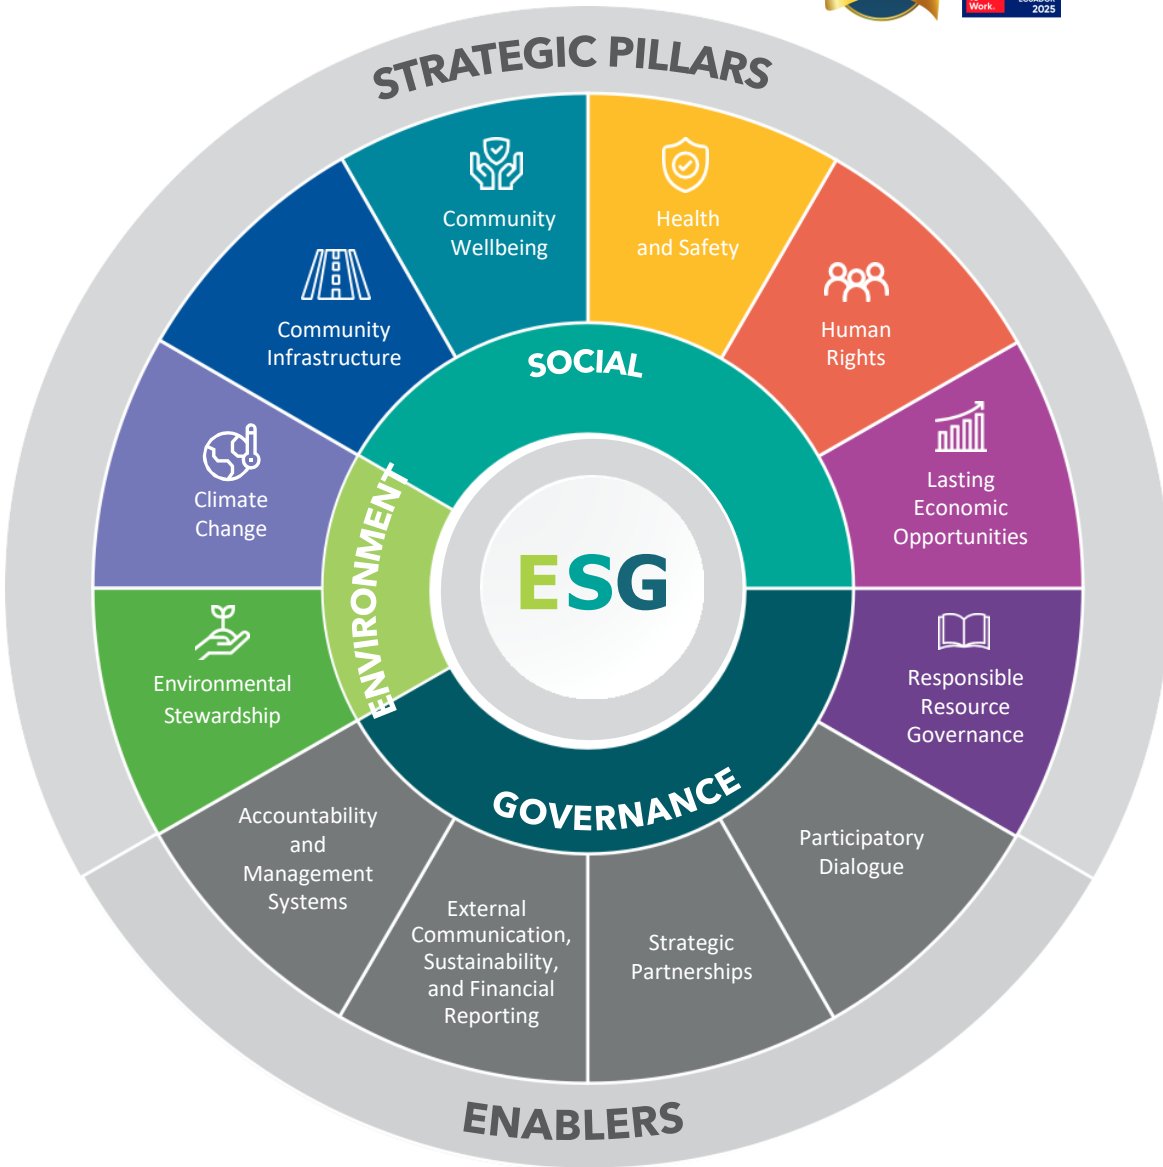 Work.
2025
STRATEGIC PILLARS
Community
Wellbeing
Health
and Safety
Community
Infrastructure
Human
Rights
SOCIAL
Climate
Change
Lasting
Economic
Opportunities
ENVIRONMENT
ESG
Environmental
Stewardship
Responsible
Resource
Governance
GOVERNANCE
Accountability
and
Management
Systems
External
Communication,
Sustainability,
and Financial
Reporting
Strategic
Partnerships
Participatory
Dialogue
ENABLERS